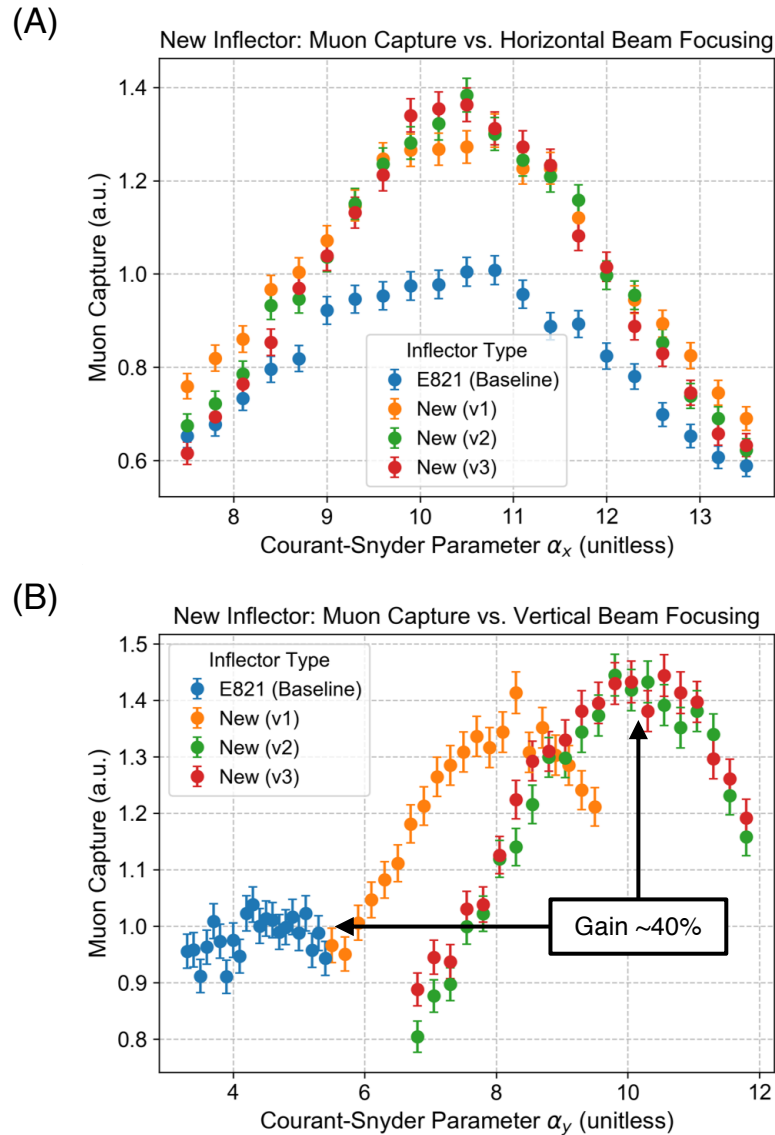 (A)
New Inflector: Muon Capture vs. Horizontal Beam Focusing
Muon Capture (a.u.)
1.4
1.2
1.0
0.8
0.6
Inflector Type
E821 (Baseline)
New (v1)
New (v2)
New (v3)
8 9 10 11 12 13
Courant-Snyder Parameter αx (unitless)
(B)
New Inflector: Muon Capture vs. Vertical Beam Focusing
Muon Capture (a.u.)
1.5
1.4
1.3
1.2
1.1
1.0
0.9
0.8
Inflector Type
E821 (Baseline)
New (v1)
New (v2)
New (v3)
Gain ~40%
4 6 8 10 12
Courant-Snyder Parameter αy (unitless)